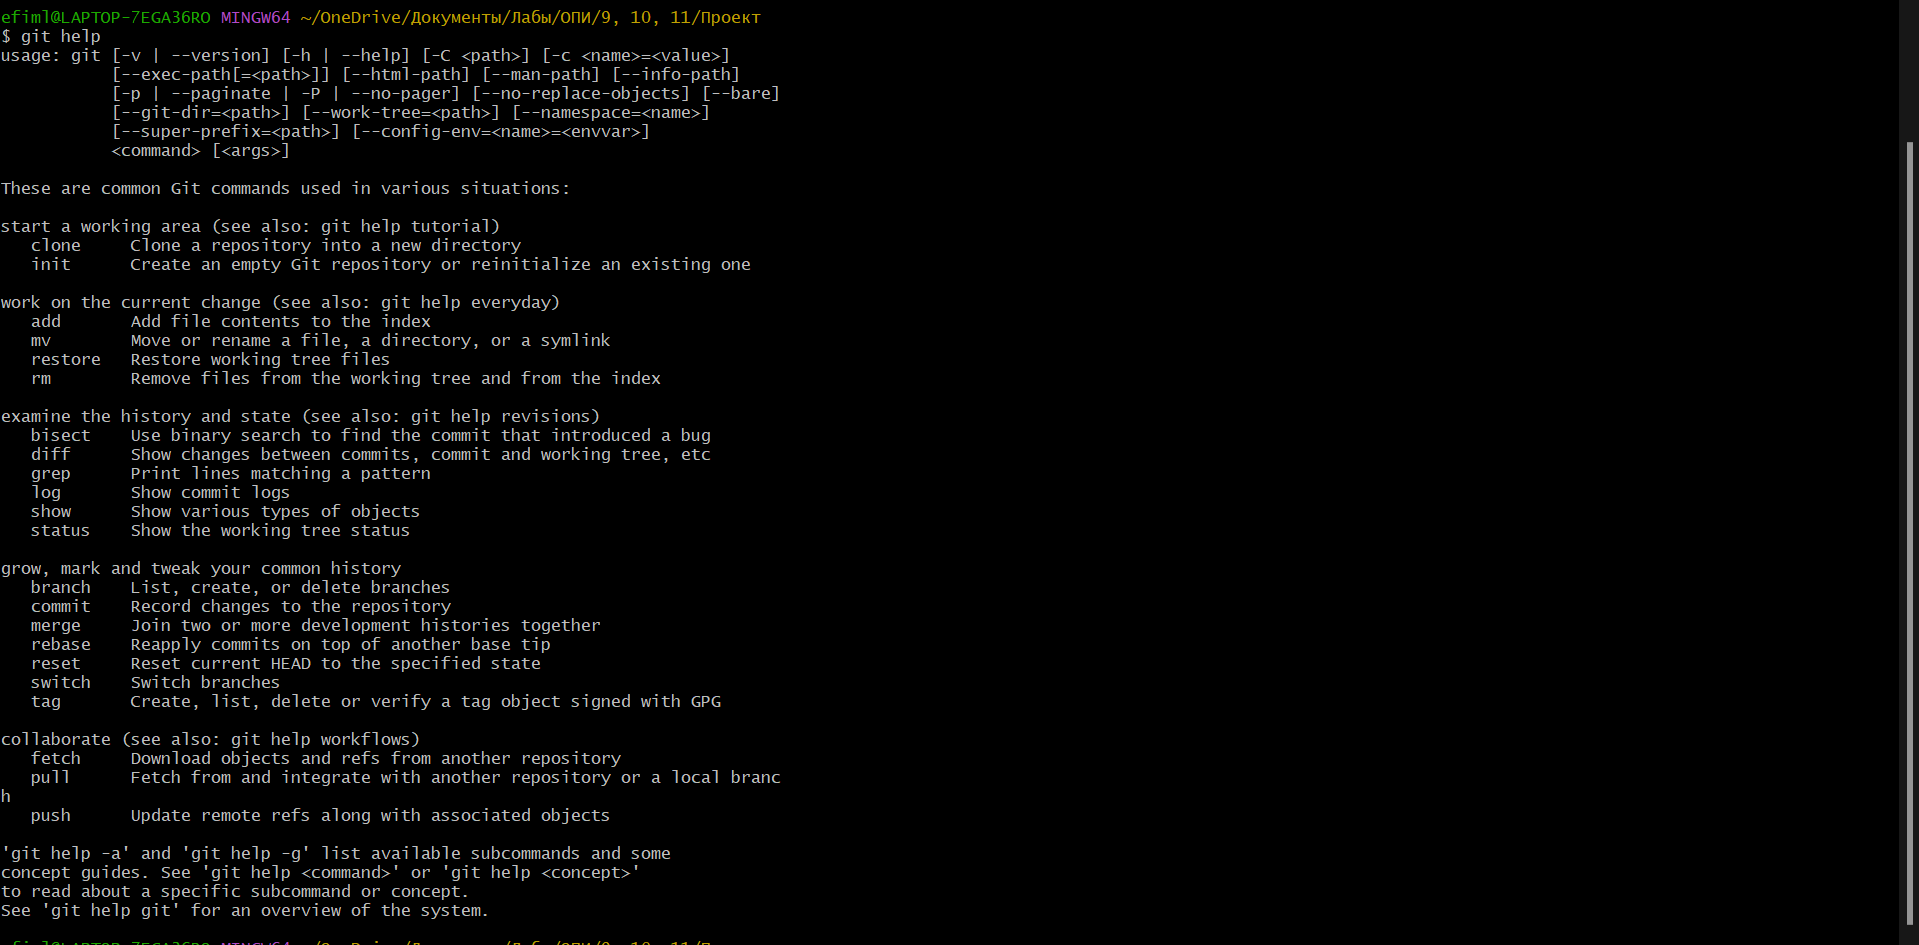 efiml@LAPTOP-7EGA36RO MINGW64 ~/OneDrive/Документы/Лабы/ОПИ/9, 10, 11/Проект
$ git help
usage: git [-v | --version] [-h | --help] [-C <path>] [-c <name>=<value>]
           [--exec-path[=<path>]] [--html-path] [--man-path] [--info-path]
           [-p | --paginate | -P | --no-pager] [--no-replace-objects] [--bare]
           [--git-dir=<path>] [--work-tree=<path>] [--namespace=<name>]
           [--super-prefix=<path>] [--config-env=<name>=<envvar>]
           <command> [<args>]

These are common Git commands used in various situations:

start a working area (see also: git help tutorial)
   clone     Clone a repository into a new directory
   init      Create an empty Git repository or reinitialize an existing one

work on the current change (see also: git help everyday)
   add       Add file contents to the index
   mv        Move or rename a file, a directory, or a symlink
   restore   Restore working tree files
   rm        Remove files from the working tree and from the index

examine the history and state (see also: git help revisions)
   bisect    Use binary search to find the commit that introduced a bug
   diff      Show changes between commits, commit and working tree, etc
   grep      Print lines matching a pattern
   log       Show commit logs
   show      Show various types of objects
   status    Show the working tree status

grow, mark and tweak your common history
   branch    List, create, or delete branches
   commit    Record changes to the repository
   merge     Join two or more development histories together
   rebase    Reapply commits on top of another base tip
   reset     Reset current HEAD to the specified state
   switch    Switch branches
   tag       Create, list, delete or verify a tag object signed with GPG

collaborate (see also: git help workflows)
   fetch     Download objects and refs from another repository
   pull      Fetch from and integrate with another repository or a local branc
h
   push      Update remote refs along with associated objects

'git help -a' and 'git help -g' list available subcommands and some
concept guides. See 'git help <command>' or 'git help <concept>'
to read about a specific subcommand or concept.
See 'git help git' for an overview of the system.